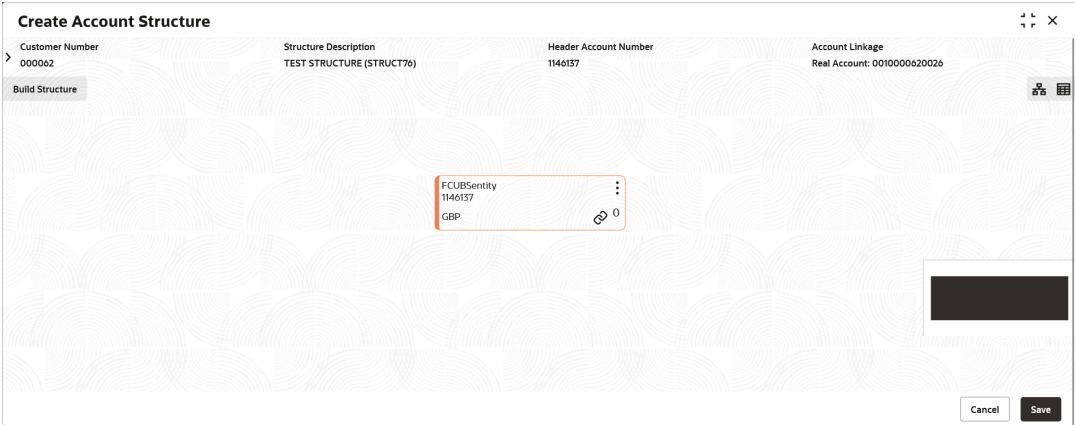 Create Account Structure
Customer Number
000062
Structure Description
TEST STRUCTURE (STRUCT76)
Header Account Number
1146137
Account Linkage
Real Account: 0010000620026
Build Structure
FCUBSentity
1146137
GBP
0
Cancel
Save